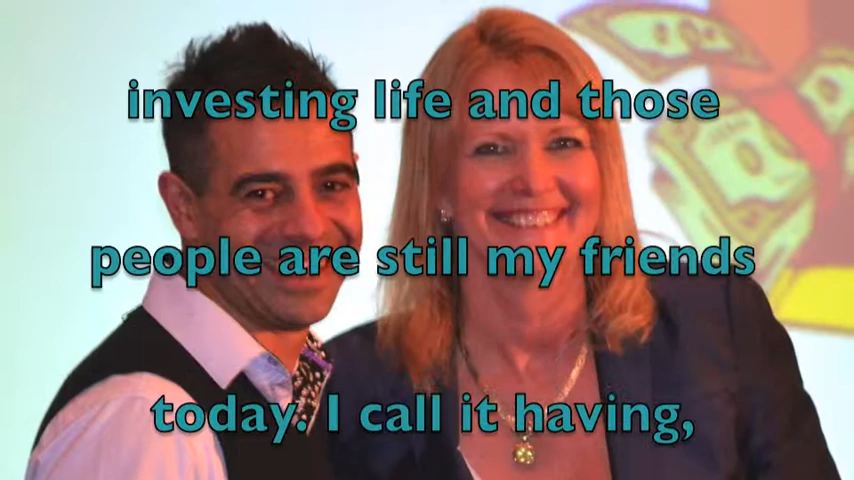 investing life and those
people are still my friends
today. I call it having,